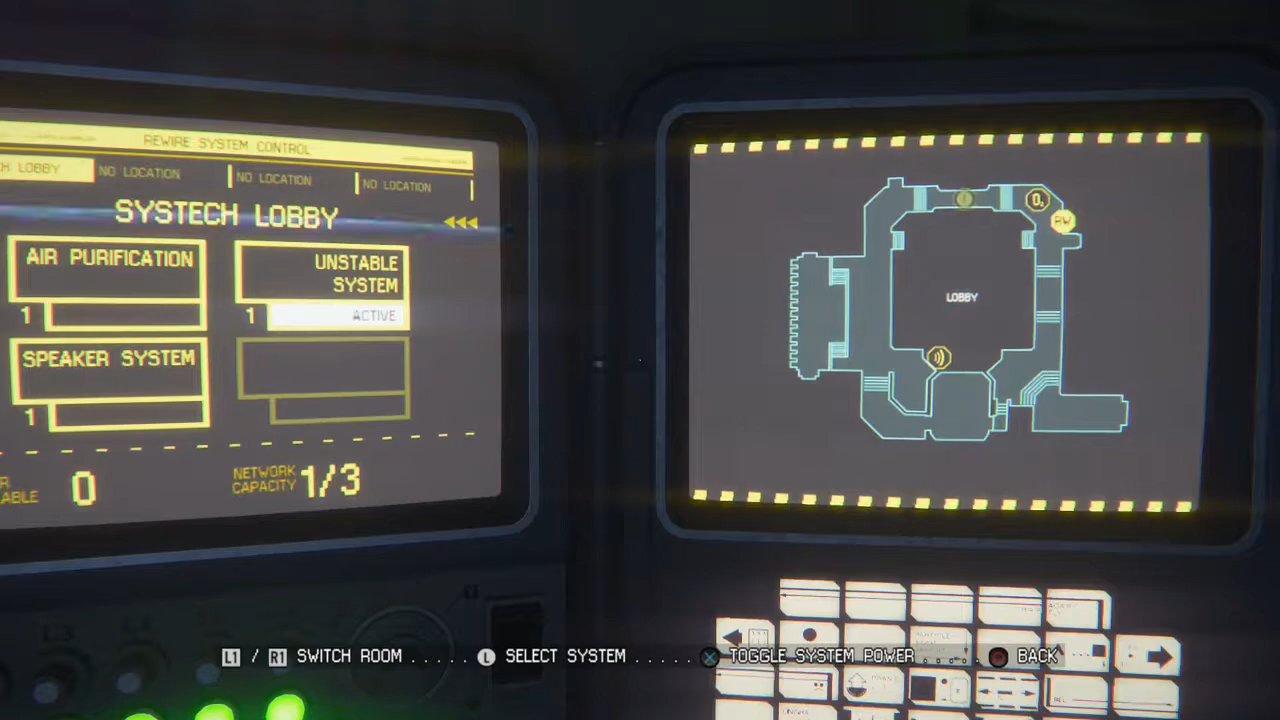 REWIRE SYSTEM CONTROL
H LOBBY NO LOCATION NO LOCATION NO LOCATION
SYSTECH LOBBY
AIR PURIFICATION
1
UNSTABLE
SYSTEM
1 ACTIVE
SPEAKER SYSTEM
1
R
ABLE 0
NETWORK
CAPACITY 1/3
O₂
RW
LOBBY
L1 / R1 SWITCH ROOM ..... L SELECT SYSTEM ..... TOGGLE SYSTEM POWER ..... BACK